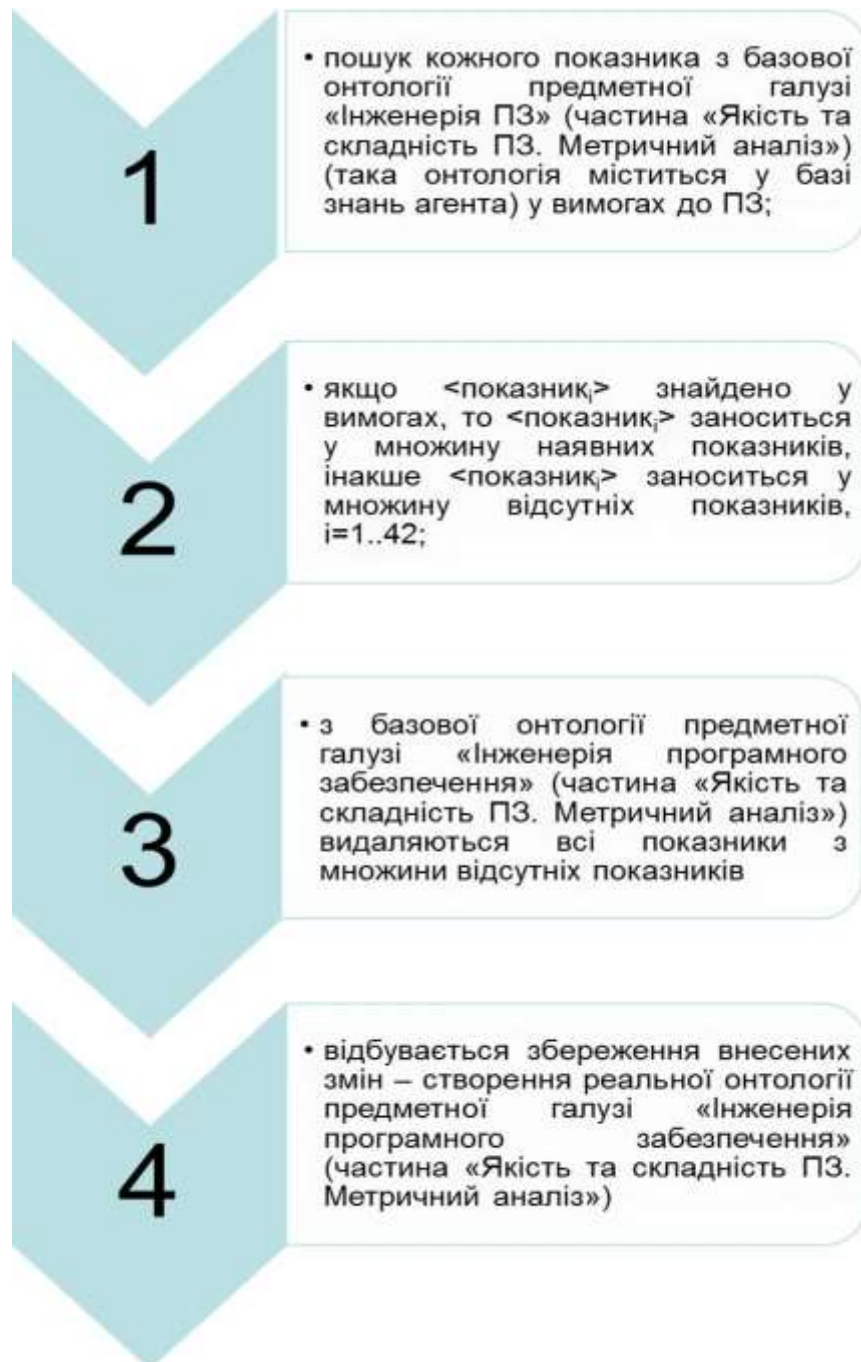 1
• пошук кожного показника з базової
онтології предметної галузі
«Інженерія ПЗ» (частина «Якість та
складність ПЗ. Метричний аналіз»)
(така онтологія міститься у базі
знань агента) у вимогах до ПЗ;
2
• якщо <показникᵢ> знайдено у
вимогах, то <показникᵢ> заноситься
у множину наявних показників,
інакше <показникᵢ> заноситься у
множину відсутніх показників,
i=1..42;
3
• з базової онтології предметної
галузі «Інженерія програмного
забезпечення» (частина «Якість та
складність ПЗ. Метричний аналіз»)
видаляються всі показники з
множини відсутніх показників
4
• відбувається збереження внесених
змін – створення реальної онтології
предметної галузі «Інженерія
програмного забезпечення»
(частина «Якість та складність ПЗ.
Метричний аналіз»)